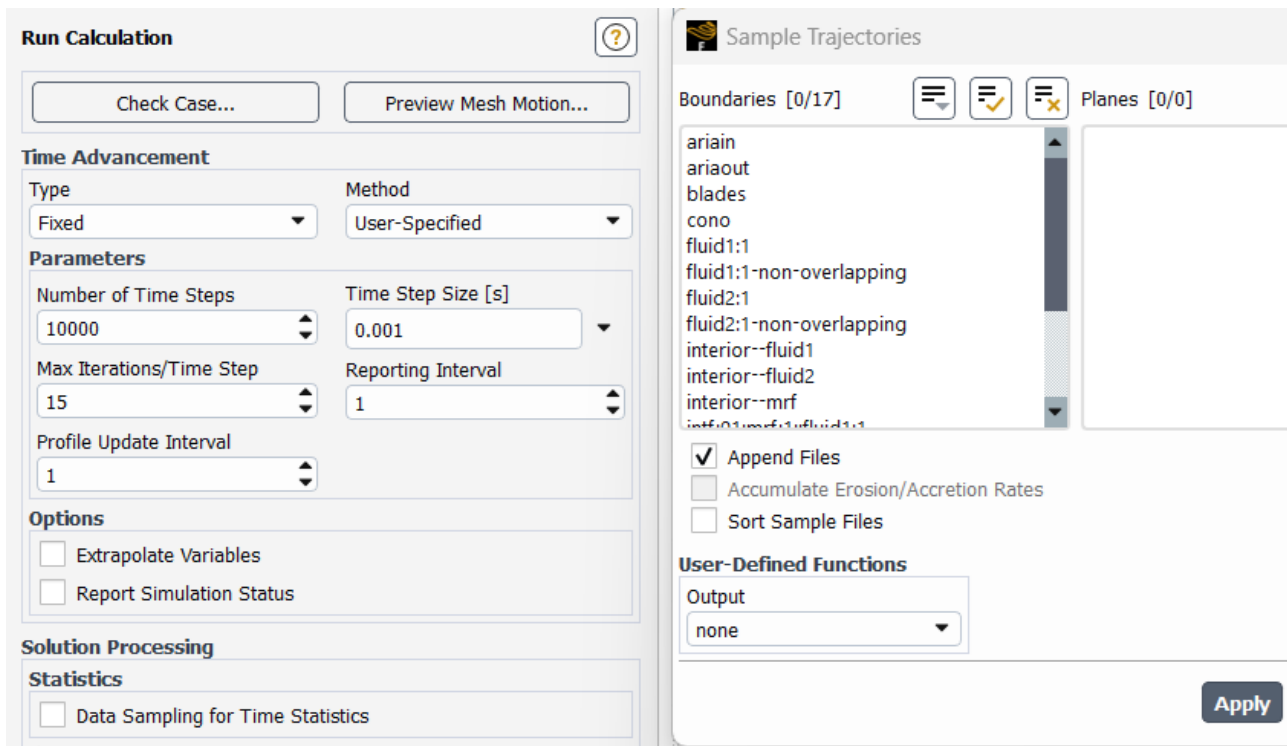 Run Calculation
?
Check Case...
Preview Mesh Motion...
Time Advancement
Type
Method
Fixed
User-Specified
Parameters
Number of Time Steps
Time Step Size [s]
10000
0.001
Max Iterations/Time Step
Reporting Interval
15
1
Profile Update Interval
1
Options
Extrapolate Variables
Report Simulation Status
Solution Processing
Statistics
Data Sampling for Time Statistics
F
Sample Trajectories
Boundaries [0/17]
Planes [0/0]
ariain
ariaout
blades
cono
fluid1:1
fluid1:1-non-overlapping
fluid2:1
fluid2:1-non-overlapping
interior--fluid1
interior--fluid2
interior--mrf
Append Files
Accumulate Erosion/Accretion Rates
Sort Sample Files
User-Defined Functions
Output
none
Apply